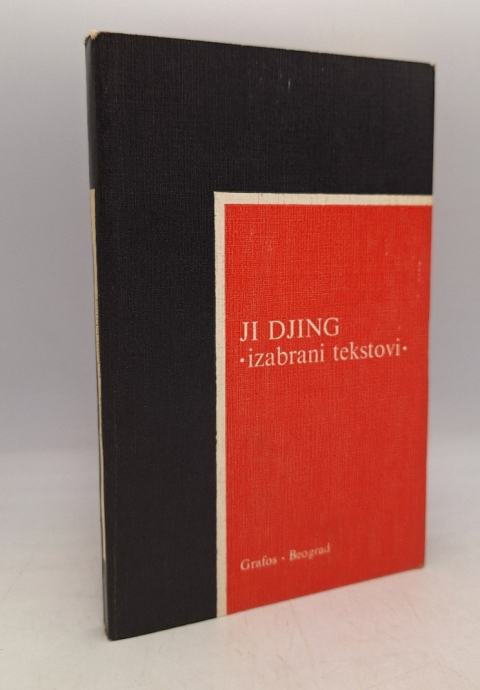 JI DJING
•izabrani tekstovi•
Grafos • Beograd